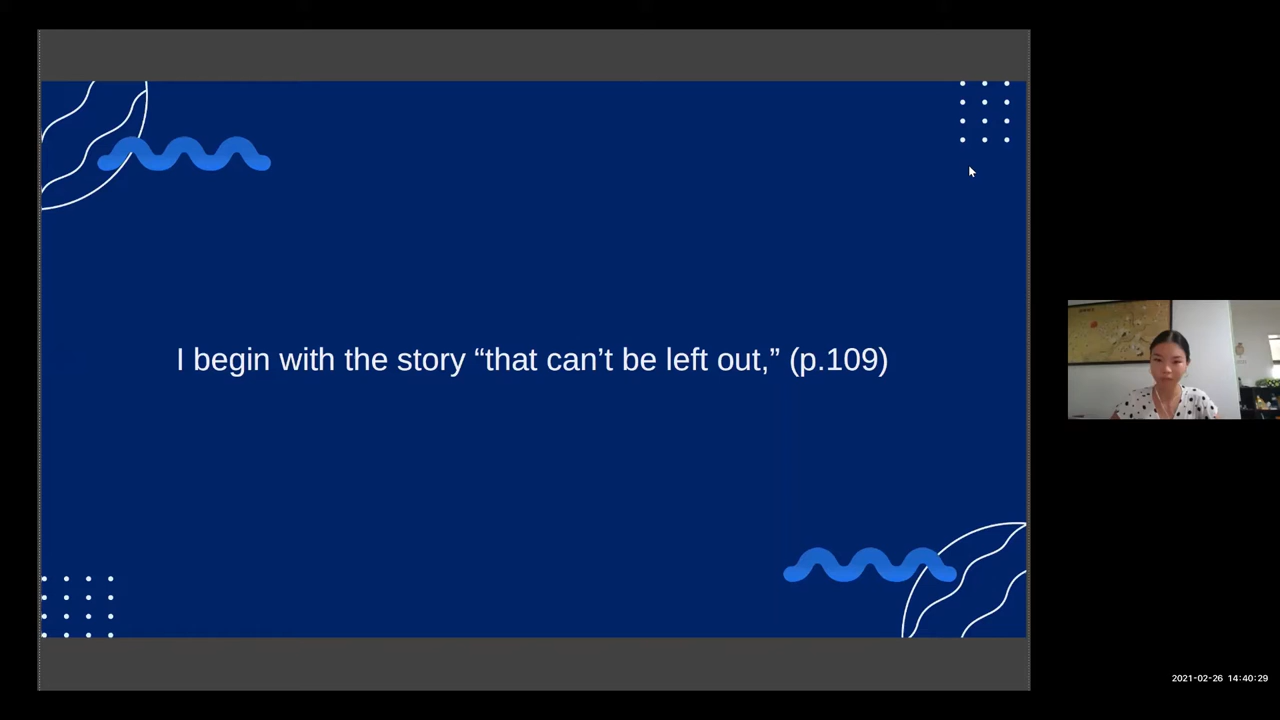 I begin with the story “that can’t be left out,” (p.109)
2021-02-26 14:40:29